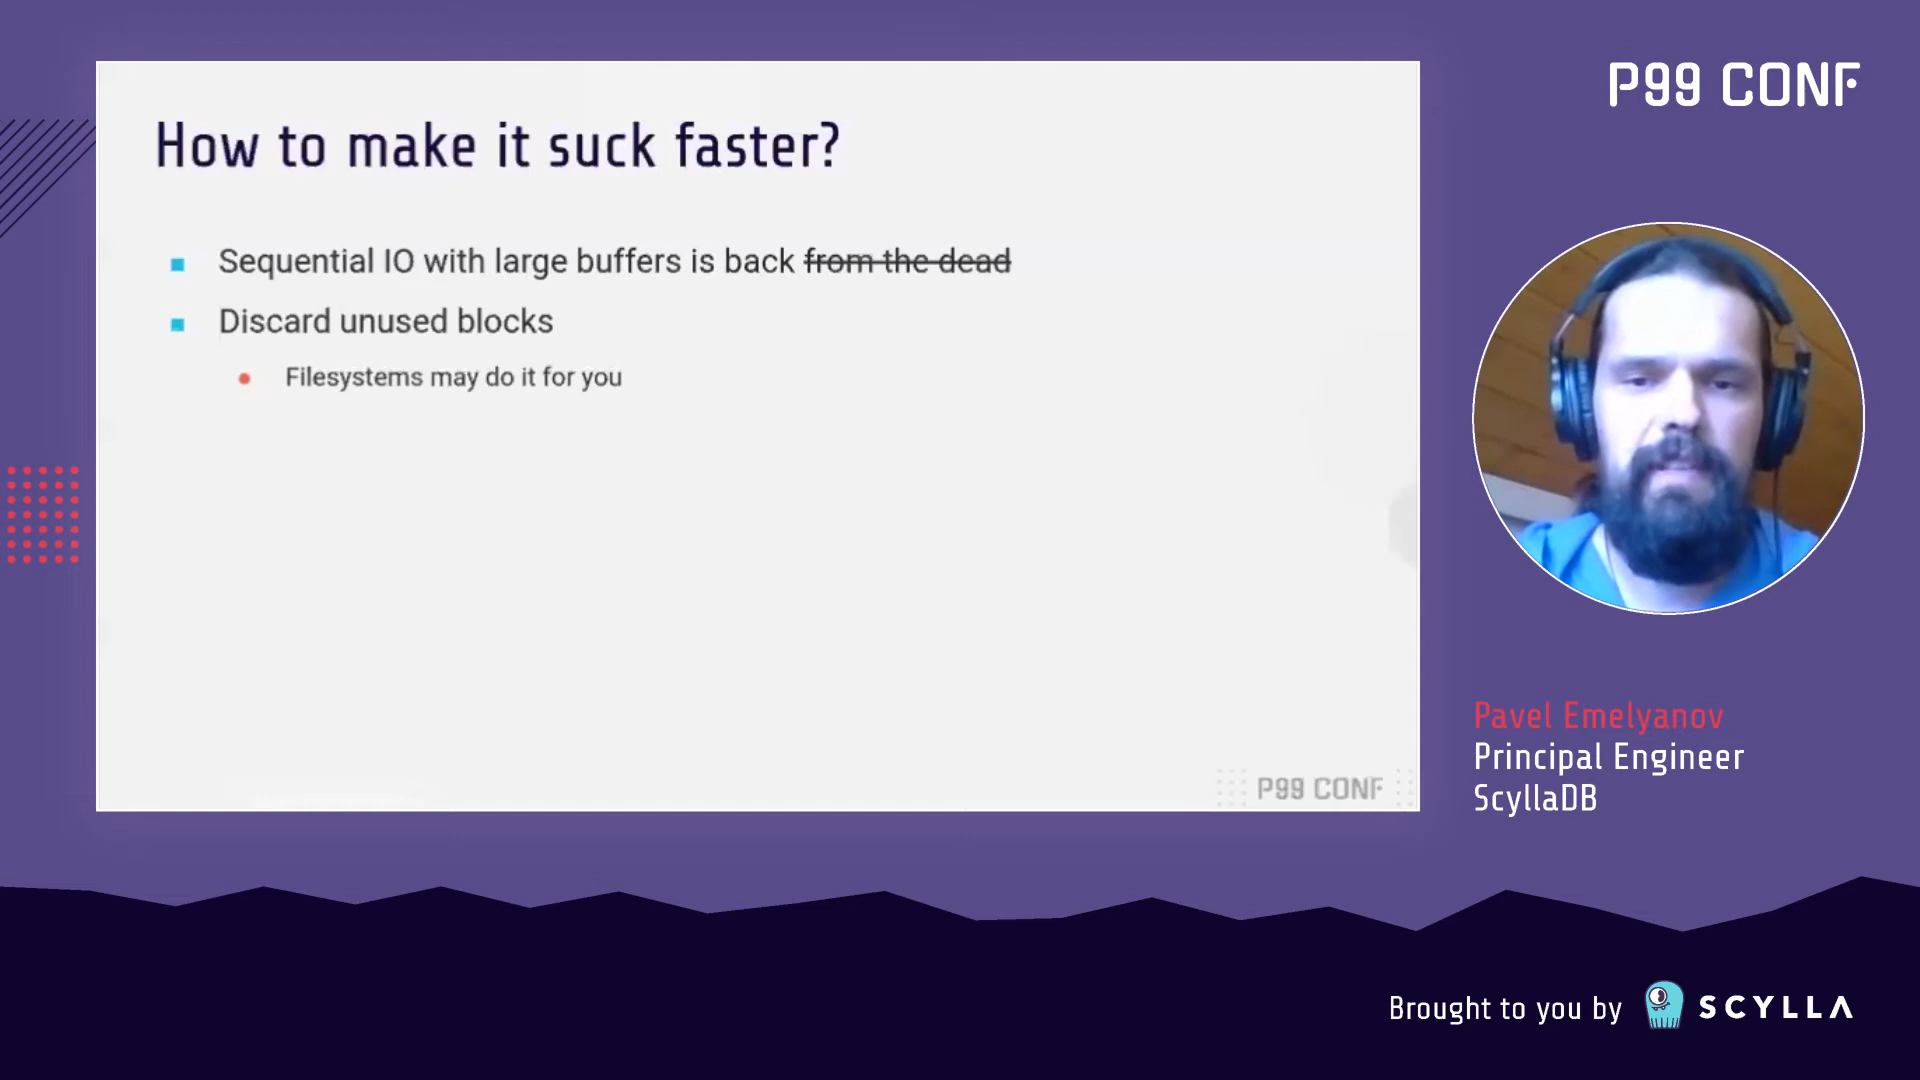 P99 CONF
How to make it suck faster?
Sequential IO with large buffers is back from the dead
Discard unused blocks
Filesystems may do it for you
P99 CONF
Pavel Emelyanov
Principal Engineer
ScyllaDB
Brought to you by SCYLLA